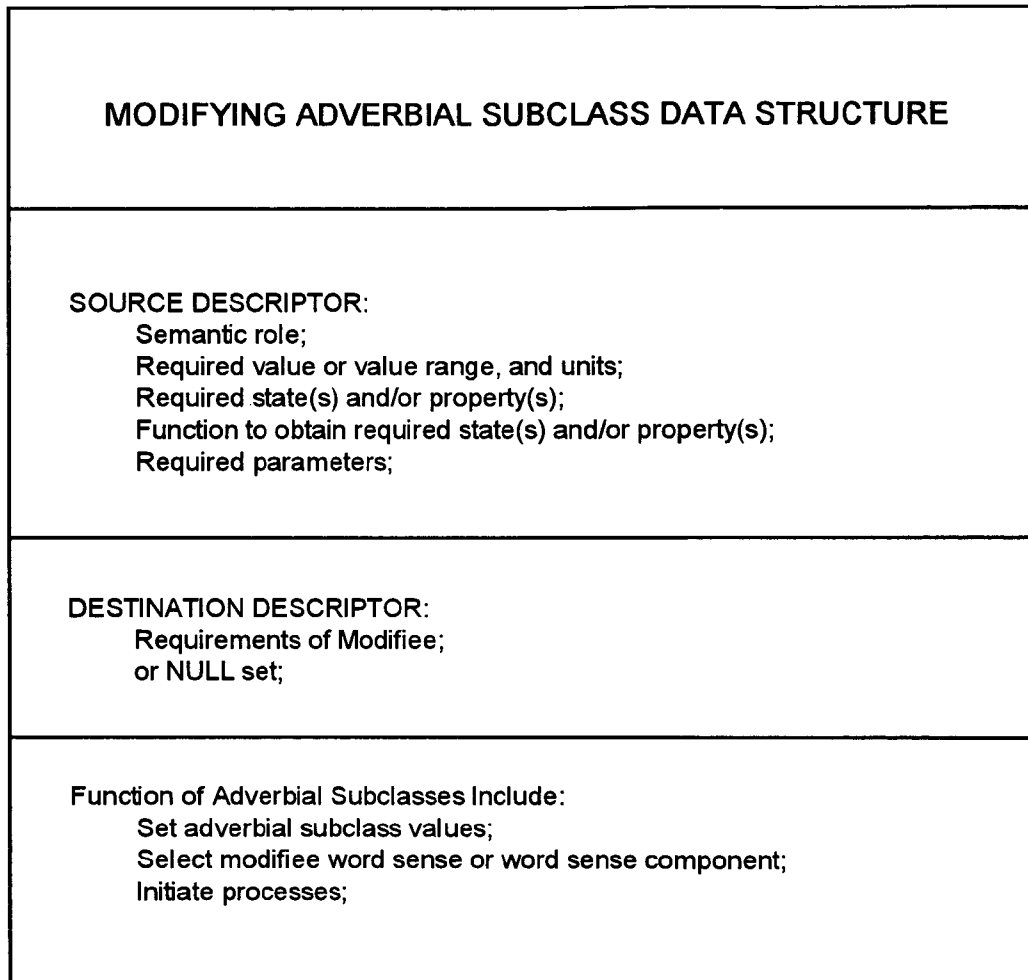 MODIFYING ADVERBIAL SUBCLASS DATA STRUCTURE
SOURCE DESCRIPTOR:
Semantic role;
Required value or value range, and units;
Required state(s) and/or property(s);
Function to obtain required state(s) and/or property(s);
Required parameters;
DESTINATION DESCRIPTOR:
Requirements of Modifiee;
or NULL set;
Function of Adverbial Subclasses Include:
Set adverbial subclass values;
Select modifiee word sense or word sense component;
Initiate processes;